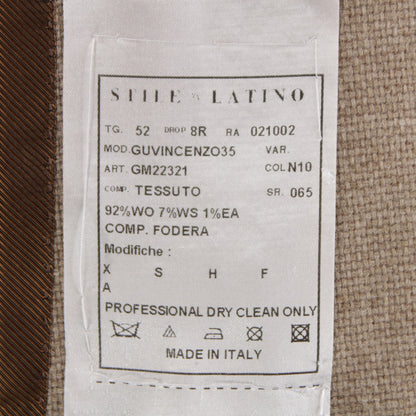 STILE LATINO
TG. 52 DROP 8R RA 021002
MOD. GUVINCENZO35 VAR.
ART. GM22321 COL N10
COMP. TESSUTO SR. 065
92%WO 7%WS 1%EA
COMP. FODERA
Modifiche :
X S H F
A
PROFESSIONAL DRY CLEAN ONLY
MADE IN ITALY